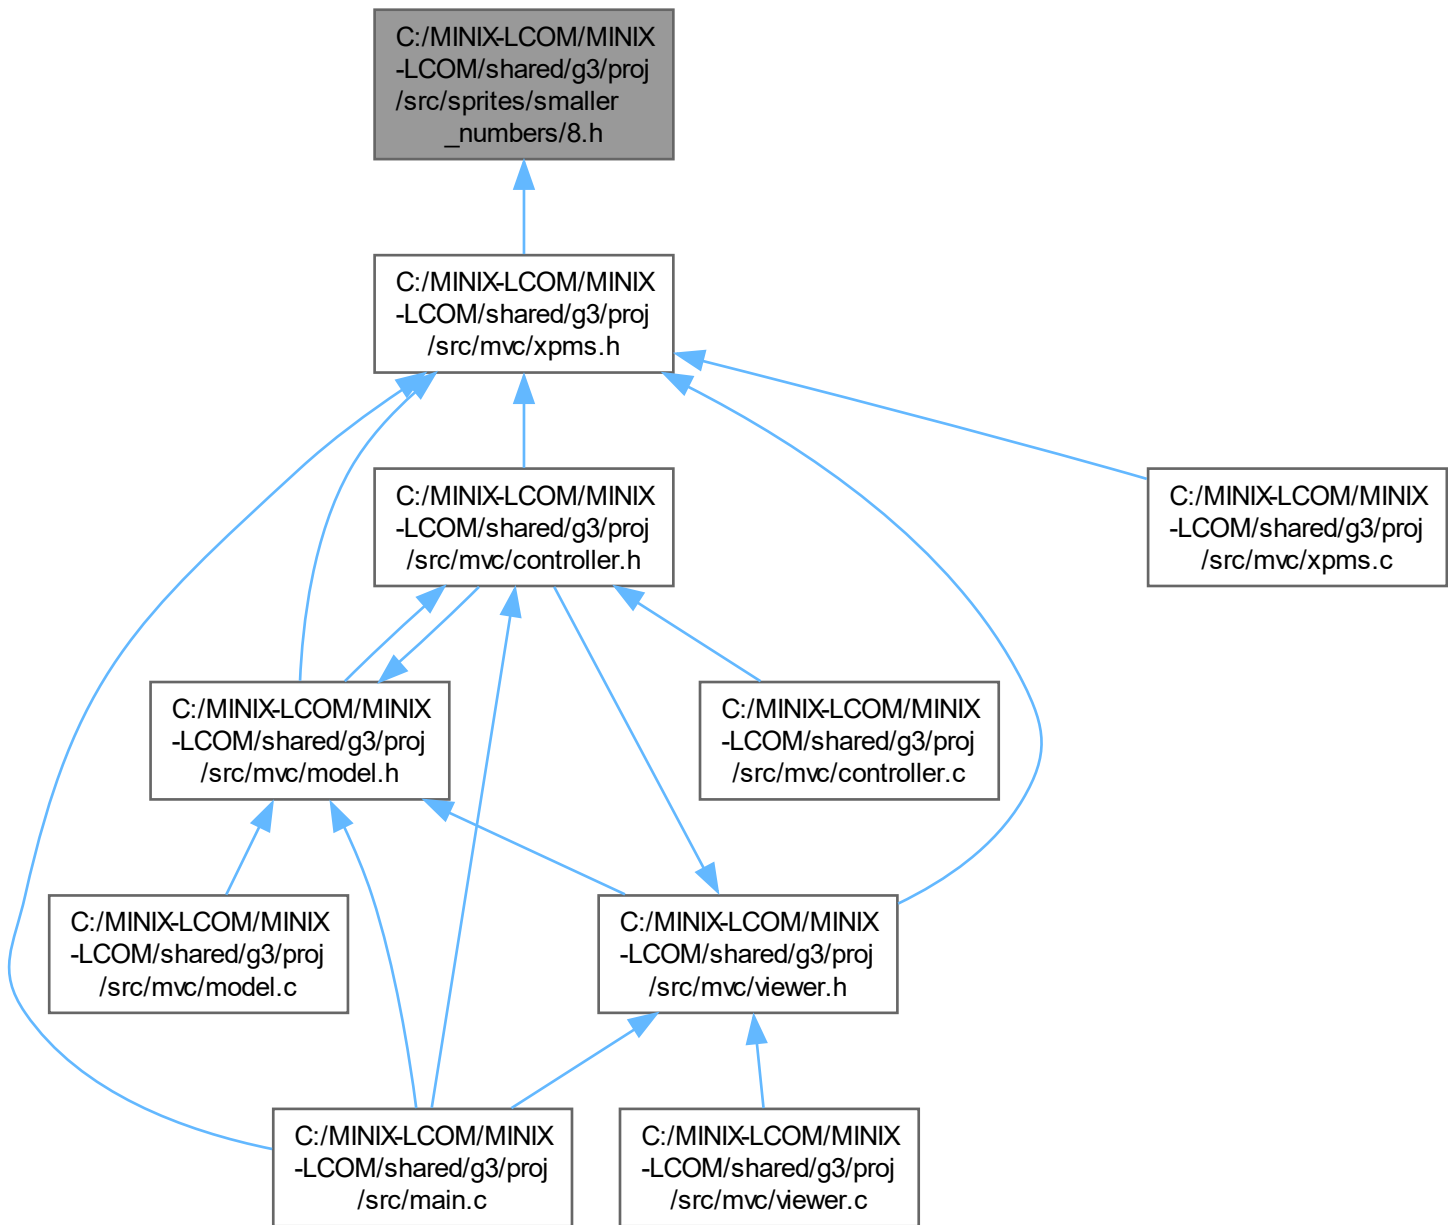 C:/MINIX-LCOM/MINIX
-LCOM/shared/g3/proj
/src/sprites/smaller
_numbers/8.h
C:/MINIX-LCOM/MINIX
-LCOM/shared/g3/proj
/src/mvc/xpms.h
C:/MINIX-LCOM/MINIX
-LCOM/shared/g3/proj
/src/mvc/controller.h
C:/MINIX-LCOM/MINIX
-LCOM/shared/g3/proj
/src/mvc/xpms.c
C:/MINIX-LCOM/MINIX
-LCOM/shared/g3/proj
/src/mvc/model.h
C:/MINIX-LCOM/MINIX
-LCOM/shared/g3/proj
/src/mvc/controller.c
C:/MINIX-LCOM/MINIX
-LCOM/shared/g3/proj
/src/mvc/model.c
C:/MINIX-LCOM/MINIX
-LCOM/shared/g3/proj
/src/mvc/viewer.h
C:/MINIX-LCOM/MINIX
-LCOM/shared/g3/proj
/src/main.c
C:/MINIX-LCOM/MINIX
-LCOM/shared/g3/proj
/src/mvc/viewer.c